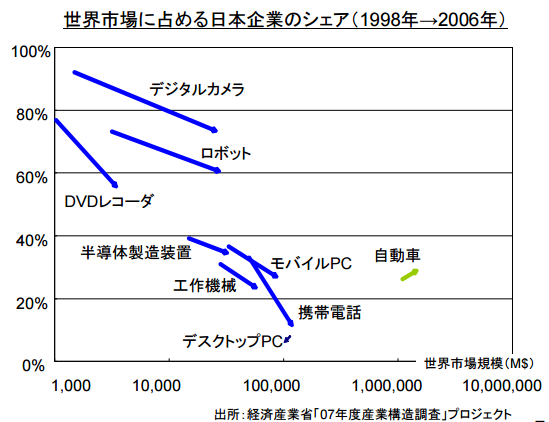 世界市場に占める日本企業のシェア(1998年→2006年)
100%
80%
60%
40%
20%
0%
デジタルカメラ
ロボット
DVDレコーダ
半導体製造装置
モバイルPC
自動車
工作機械
携帯電話
デスクトップPC
世界市場規模(M$)
1,000
10,000
100,000
1,000,000
10,000,000
出所:経済産業省「07年度産業構造調査」プロジェクト